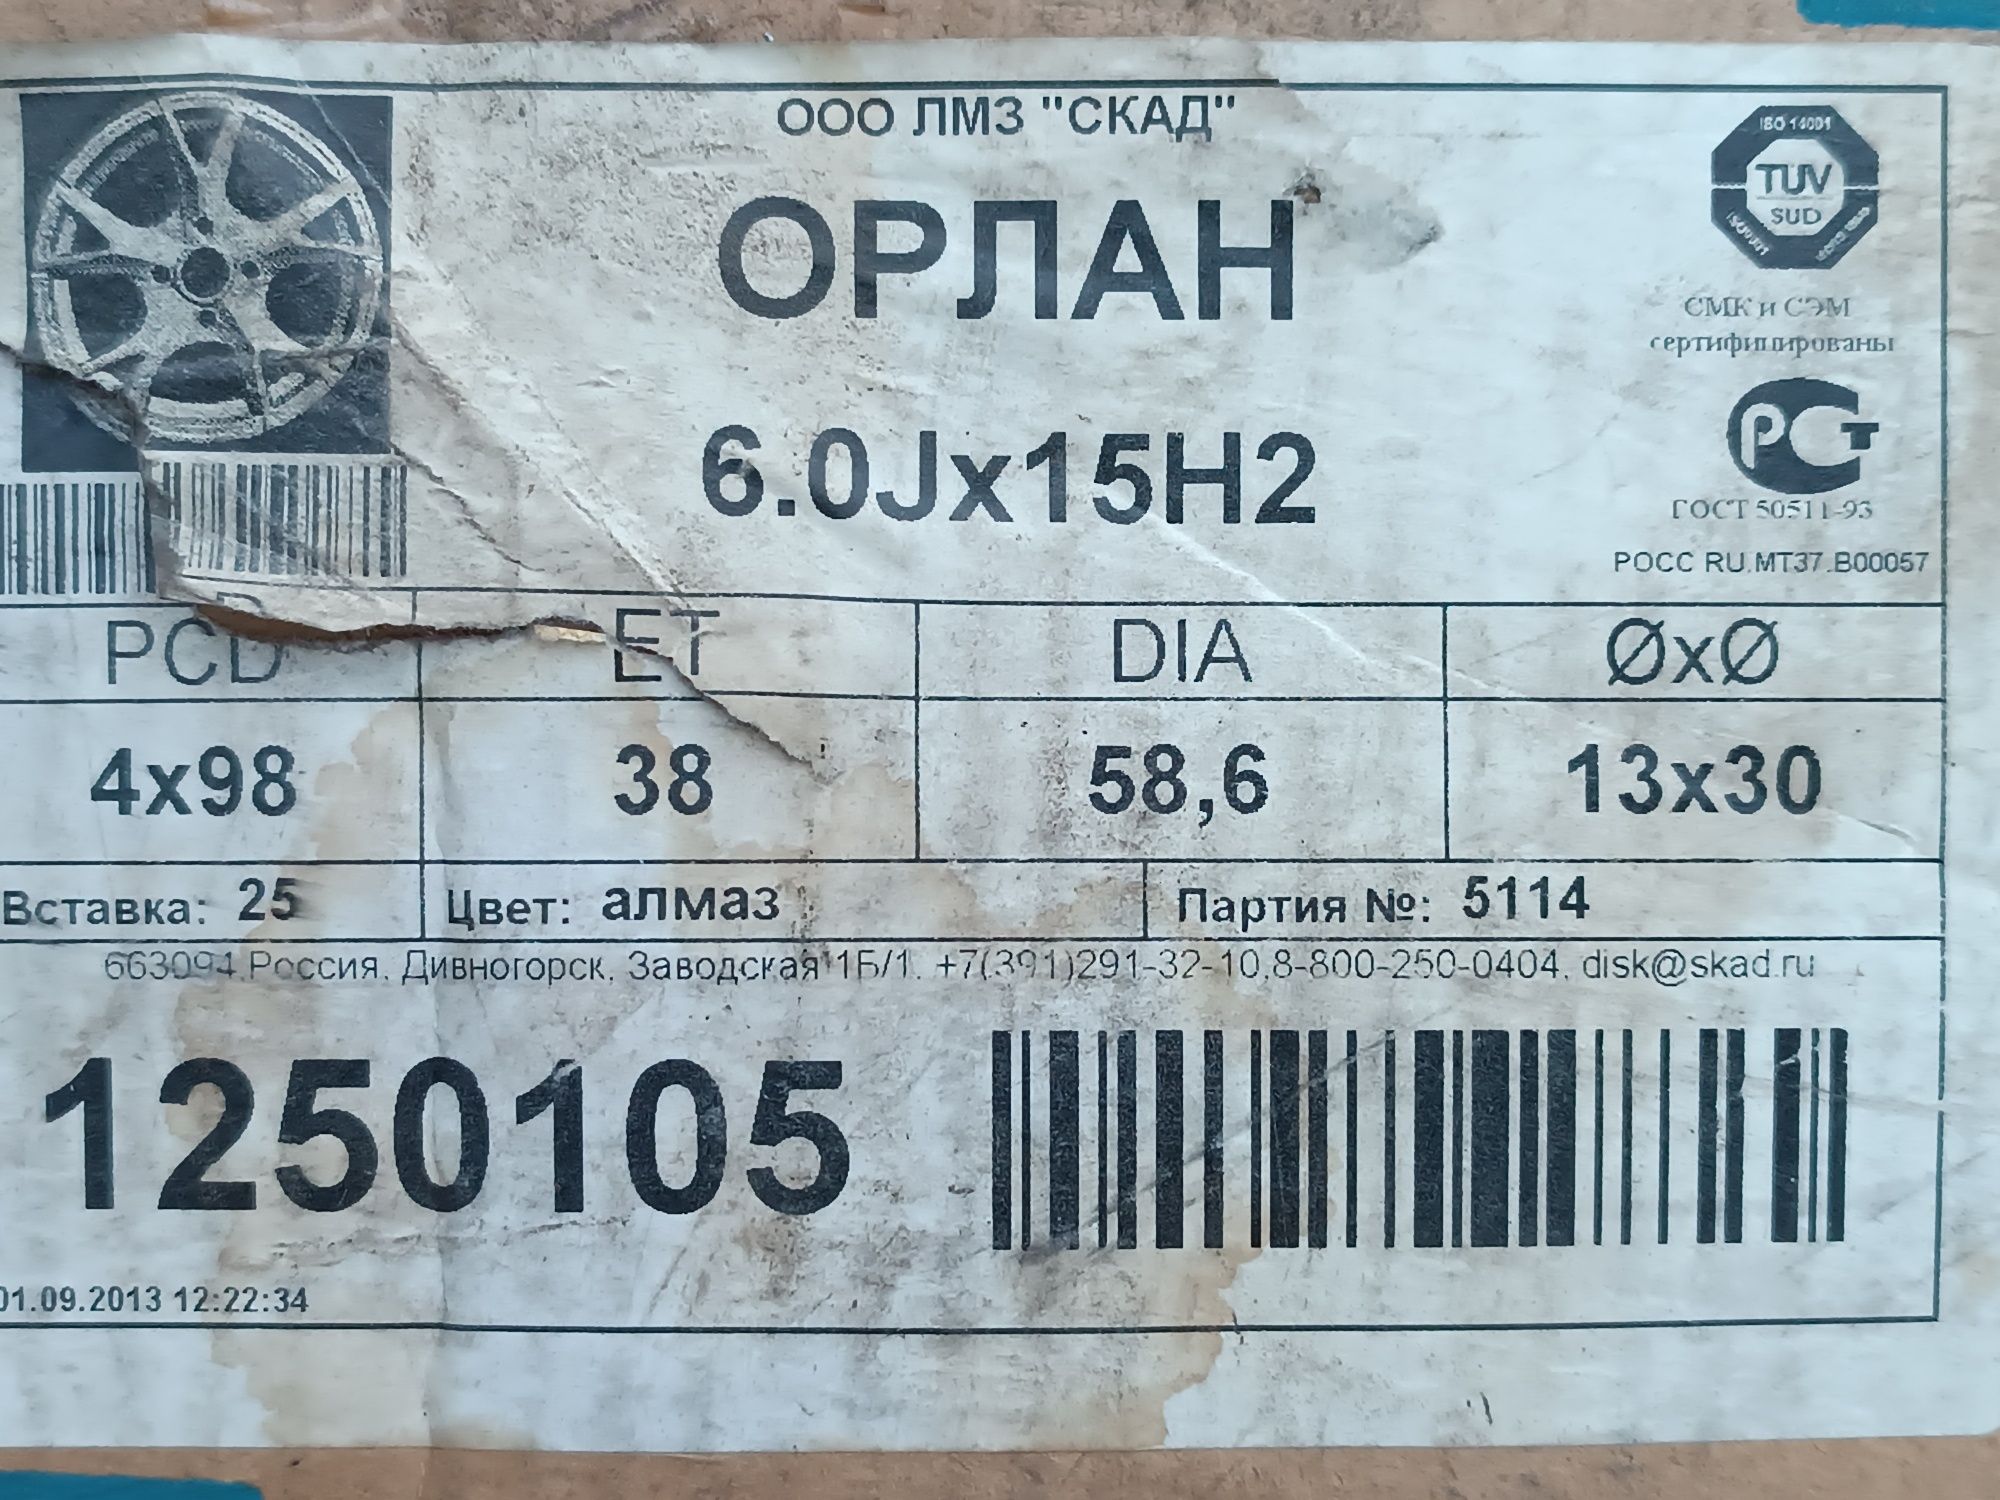 ООО ЛМЗ "СКАД"
ОРЛАН
6.0Jx15H2
ISO 14001
TUV
SUD
СМК и СЭМ
сертифицированы
РСТ
ГОСТ 50511-93
РОСС RU.МТ37.В00057
PCD ET DIA ØxØ
4x98 38 58,6 13x30
Вставка: 25 Цвет: алмаз Партия №: 5114
663094,Россия, Дивногорск, Заводская 1Б/1, +7(391)291-32-10,8-800-250-0404, disk@skad.ru
1250105
01.09.2013 12:22:34